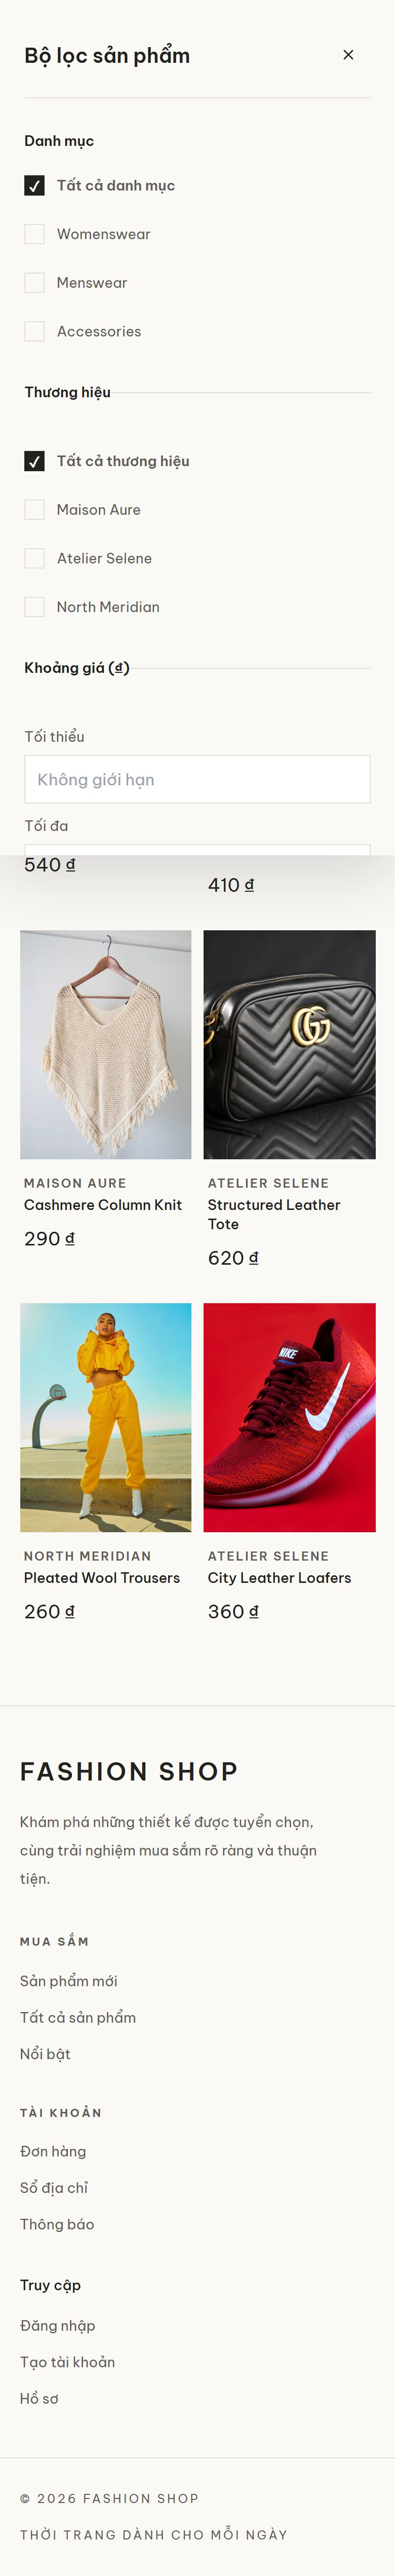 Bộ lọc sản phẩm
Danh mục
Tất cả danh mục
Womenswear
Menswear
Accessories
Thương hiệu
Tất cả thương hiệu
Maison Aure
Atelier Selene
North Meridian
Khoảng giá (₫)
Tối thiểu
Không giới hạn
Tối đa
540 ₫
410 ₫
MAISON AURE
Cashmere Column Knit
290 ₫
ATELIER SELENE
Structured Leather
Tote
620 ₫
NIKE
NORTH MERIDIAN
Pleated Wool Trousers
260 ₫
ATELIER SELENE
City Leather Loafers
360 ₫
FASHION SHOP
Khám phá những thiết kế được tuyển chọn,
cùng trải nghiệm mua sắm rõ ràng và thuận
tiện.
MUA SẮM
Sản phẩm mới
Tất cả sản phẩm
Nổi bật
TÀI KHOẢN
Đơn hàng
Sổ địa chỉ
Thông báo
Truy cập
Đăng nhập
Tạo tài khoản
Hồ sơ
© 2026 FASHION SHOP
THỜI TRANG DÀNH CHO MỖI NGÀY